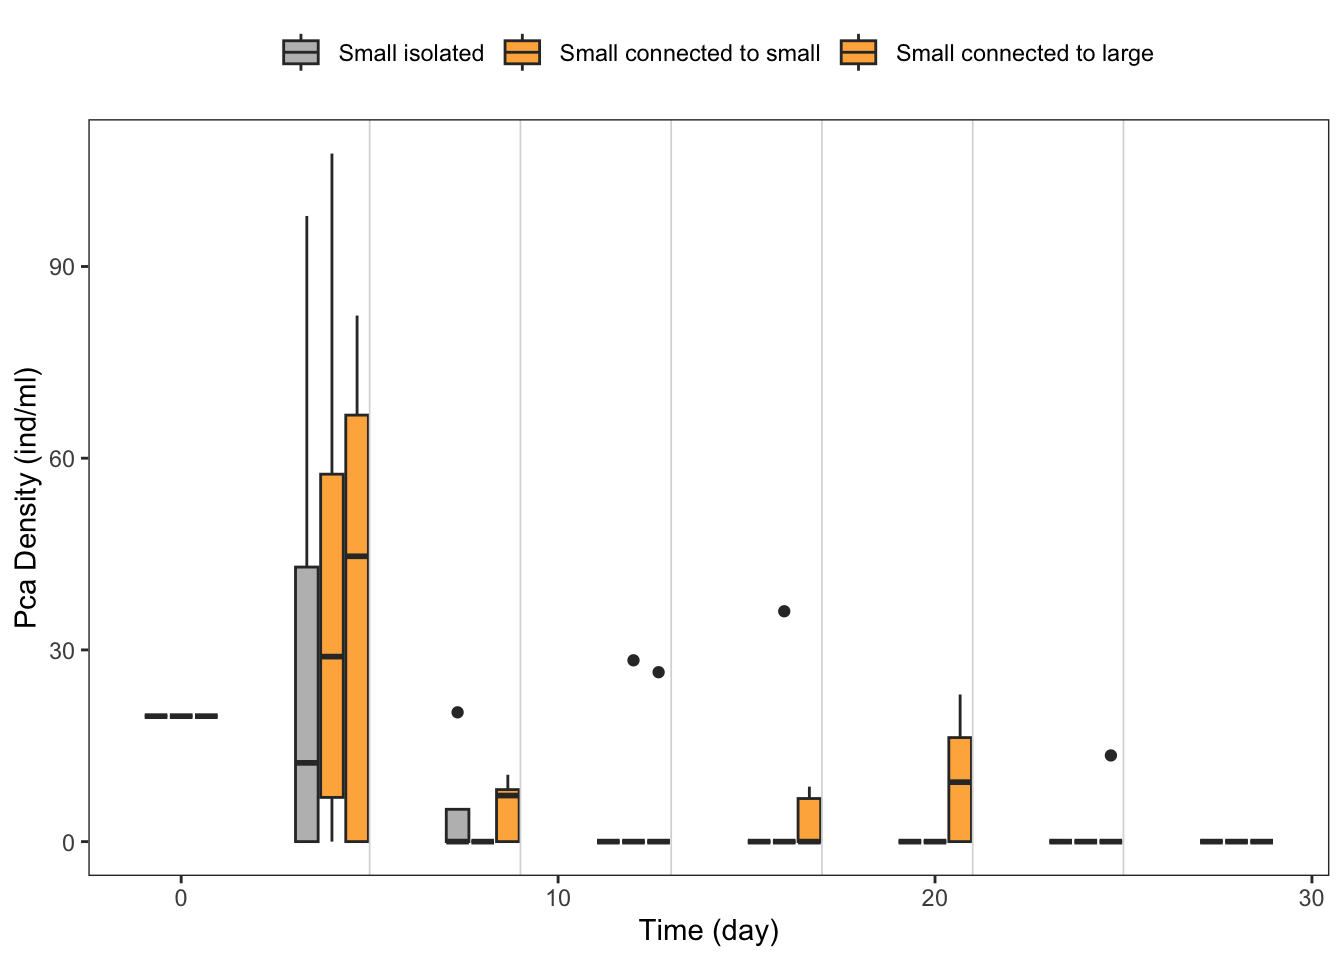 Small isolated Small connected to small Small connected to large
Pca Density (ind/ml)
90
60
30
0
0 10 20 30
Time (day)